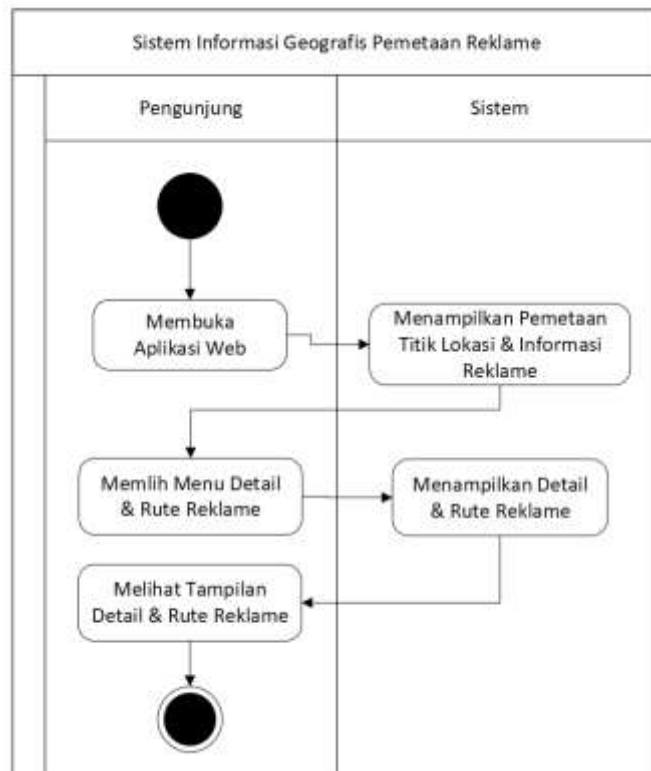 Sistem Informasi Geografis Pemetaan Reklame
Pengunjung
Sistem
Membuka
Aplikasi Web
Menampilkan Pemetaan
Titik Lokasi & Informasi
Reklame
Memlih Menu Detail
& Rute Reklame
Menampilkan Detail
& Rute Reklame
Melihat Tampilan
Detail & Rute Reklame